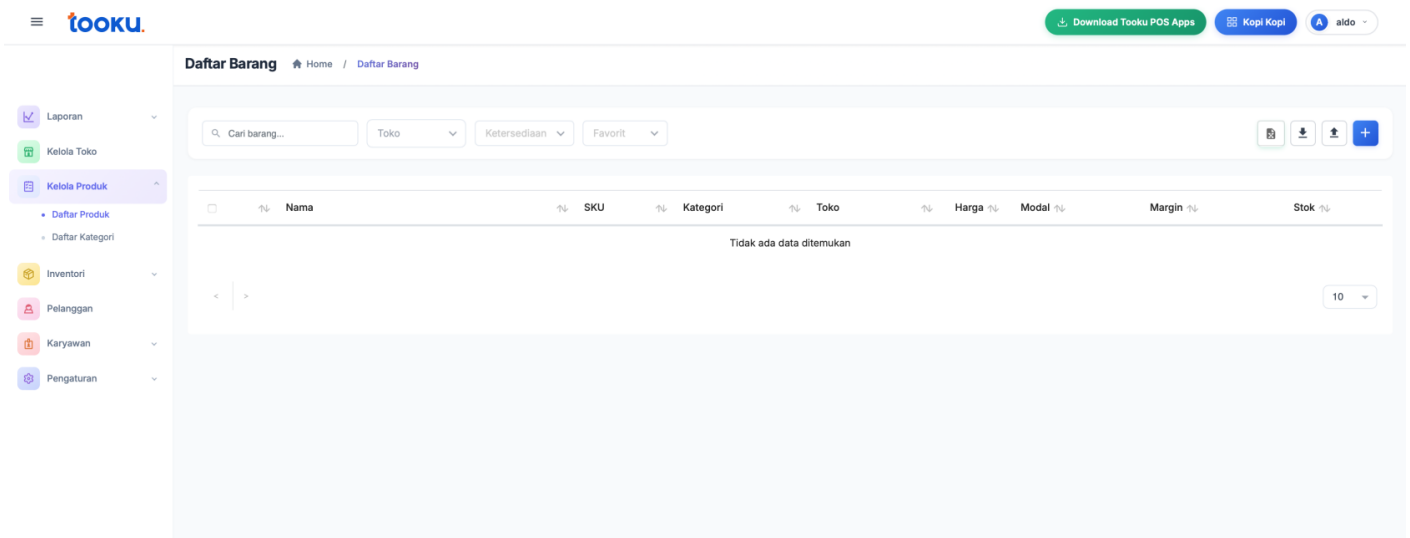 tooku.
Download Tooku POS Apps
Kopi Kopi
A aldo
Daftar Barang
Home / Daftar Barang
Laporan
Kelola Toko
Kelola Produk
Daftar Produk
Daftar Kategori
Inventori
Pelanggan
Karyawan
Pengaturan
Cari barang... Toko Ketersediaan Favorit
Nama SKU Kategori Toko Harga Modal Margin Stok
Tidak ada data ditemukan
< >
10